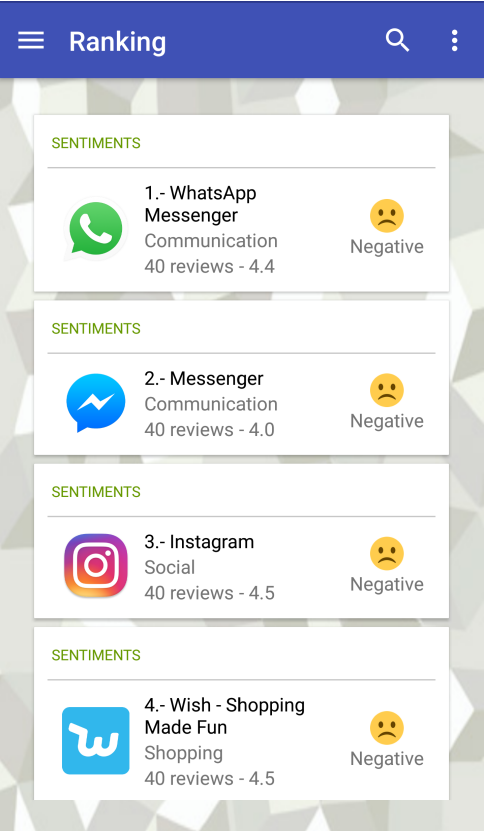 Ranking
SENTIMENTS
1.- WhatsApp
Messenger
Communication
40 reviews - 4.4
Negative
SENTIMENTS
2.- Messenger
Communication
40 reviews - 4.0
Negative
SENTIMENTS
3.- Instagram
Social
40 reviews - 4.5
Negative
SENTIMENTS
4.- Wish - Shopping
Made Fun
Shopping
40 reviews - 4.5
Negative